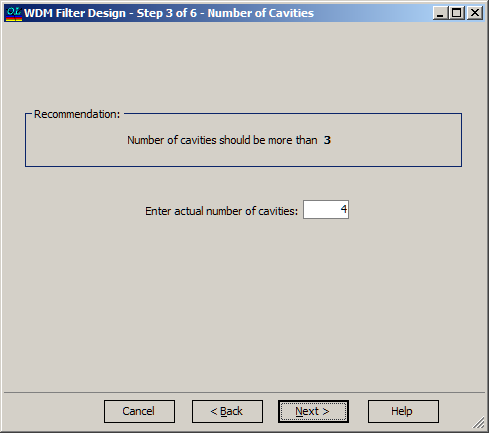 OL WDM Filter Design - Step 3 of 6 - Number of Cavities
Recommendation:
Number of cavities should be more than 3
Enter actual number of cavities: 4
Cancel < Back Next > Help